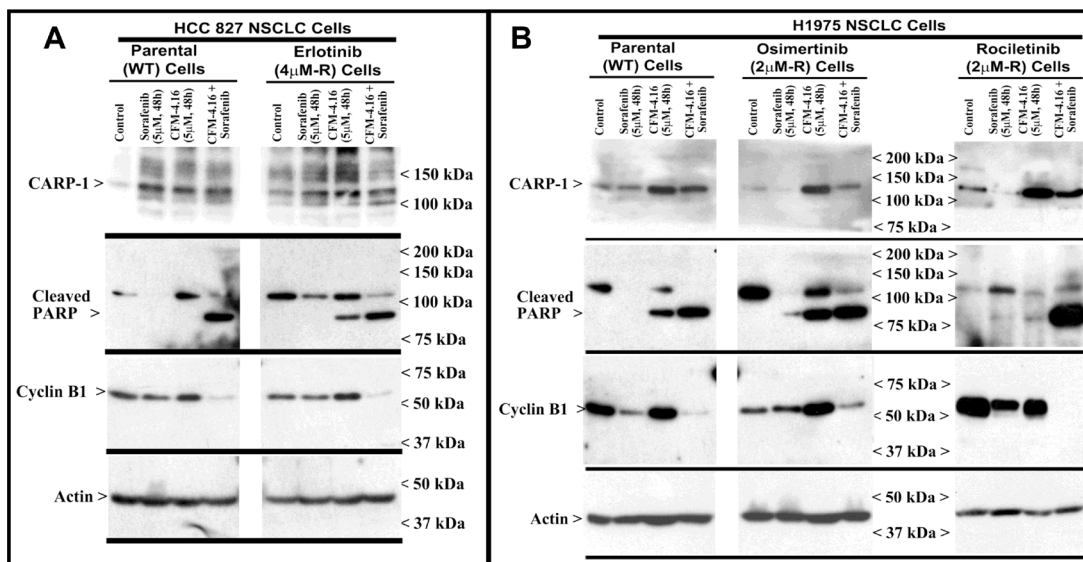 A
HCC 827 NSCLC Cells
Parental
(WT) Cells
Erlotinib
(4µM-R) Cells
Control
Sorafenib
(5µM, 48h)
CFM-4.16
(5µM, 48h)
CFM-4.16 +
Sorafenib
Control
Sorafenib
(5µM, 48h)
CFM-4.16
(5µM, 48h)
CFM-4.16 +
Sorafenib
CARP-1 >
< 150 kDa
< 100 kDa
Cleaved
PARP >
< 200 kDa
< 150 kDa
< 100 kDa
< 75 kDa
Cyclin B1 >
< 75 kDa
< 50 kDa
< 37 kDa
Actin >
< 50 kDa
< 37 kDa
B
H1975 NSCLC Cells
Parental
(WT) Cells
Osimertinib
(2µM-R) Cells
Rociletinib
(2µM-R) Cells
Control
Sorafenib
(5µM, 48h)
CFM-4.16
(5µM, 48h)
CFM-4.16 +
Sorafenib
Control
Sorafenib
(5µM, 48h)
CFM-4.16
(5µM, 48h)
CFM-4.16 +
Sorafenib
Control
Sorafenib
(5µM, 48h)
CFM-4.16
(5µM, 48h)
CFM-4.16 +
Sorafenib
CARP-1 >
< 200 kDa >
< 150 kDa >
< 100 kDa >
< 75 kDa >
Cleaved
PARP >
< 200 kDa >
< 150 kDa >
< 100 kDa >
< 75 kDa >
Cyclin B1 >
< 75 kDa >
< 50 kDa >
< 37 kDa >
Actin >
< 50 kDa >
< 37 kDa >